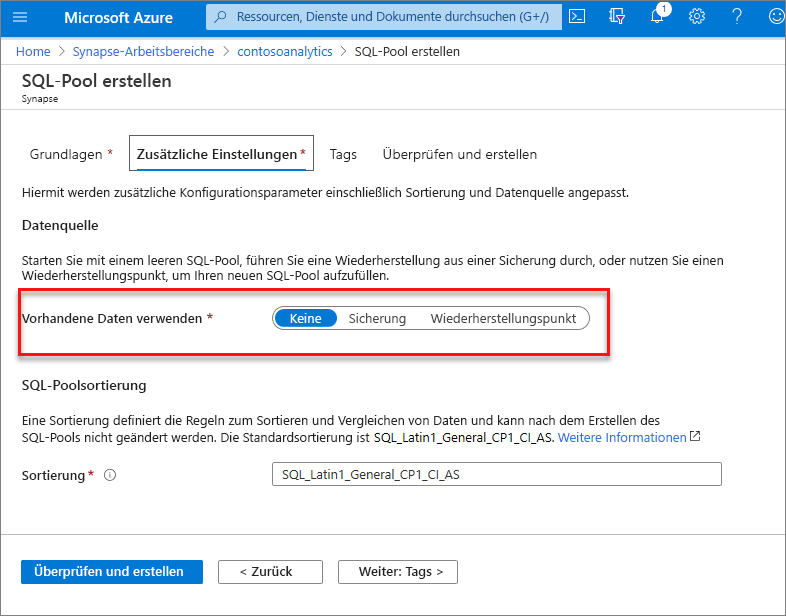 Microsoft Azure
Ressourcen, Dienste und Dokumente durchsuchen (G+/)
1
Home > Synapse-Arbeitsbereiche > contosoanalytics > SQL-Pool erstellen
SQL-Pool erstellen
Synapse
Grundlagen * Zusätzliche Einstellungen * Tags Überprüfen und erstellen
Hiermit werden zusätzliche Konfigurationsparameter einschließlich Sortierung und Datenquelle angepasst.
Datenquelle
Starten Sie mit einem leeren SQL-Pool, führen Sie eine Wiederherstellung aus einer Sicherung durch, oder nutzen Sie einen
Wiederherstellungspunkt, um Ihren neuen SQL-Pool aufzufüllen.
Vorhandene Daten verwenden * Keine Sicherung Wiederherstellungspunkt
SQL-Poolsortierung
Eine Sortierung definiert die Regeln zum Sortieren und Vergleichen von Daten und kann nach dem Erstellen des
SQL-Pools nicht geändert werden. Die Standardsortierung ist SQL_Latin1_General_CP1_CI_AS. Weitere Informationen
Sortierung * SQL_Latin1_General_CP1_CI_AS
Überprüfen und erstellen < Zurück Weiter: Tags >